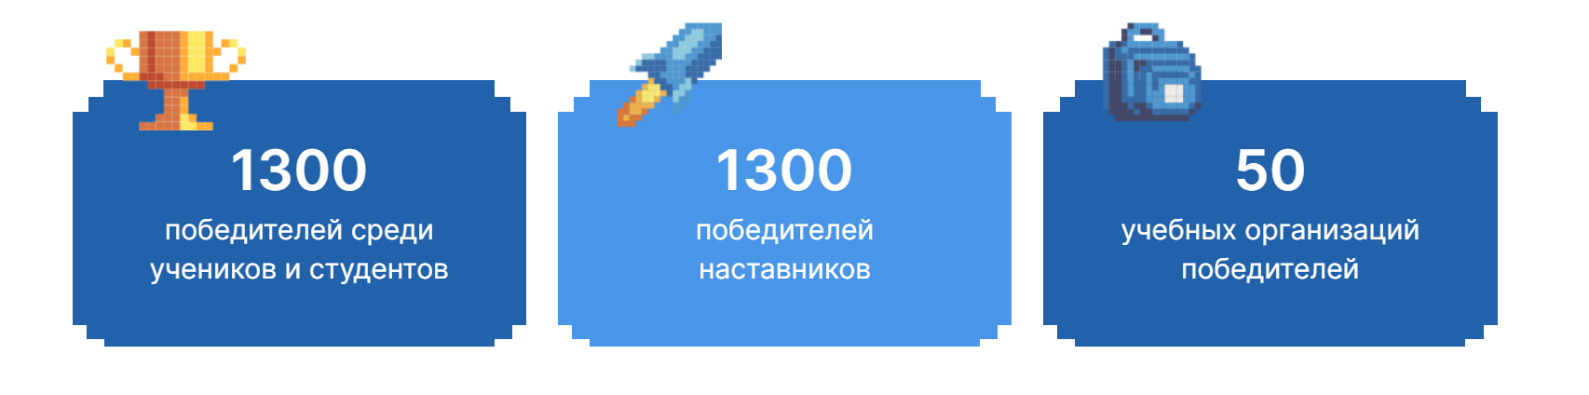 1300
победителей среди
учеников и студентов
1300
победителей
наставников
50
учебных организаций
победителей